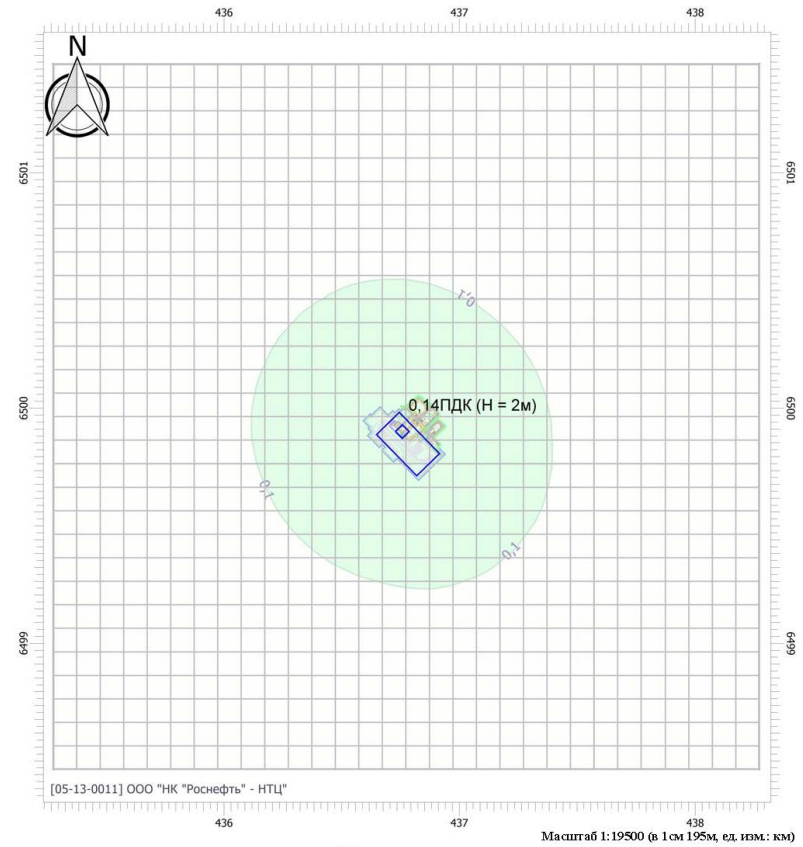 436 437 438
N
6501 6501
0,1
0,14ПДК (H = 2м)
6500 6500
0,1
0,1
6499 6499
[05-13-0011] ООО "НК "Роснефть" - НТЦ"
436 437 438
Масштаб 1:19500 (в 1см 195м, ед. изм.: км)